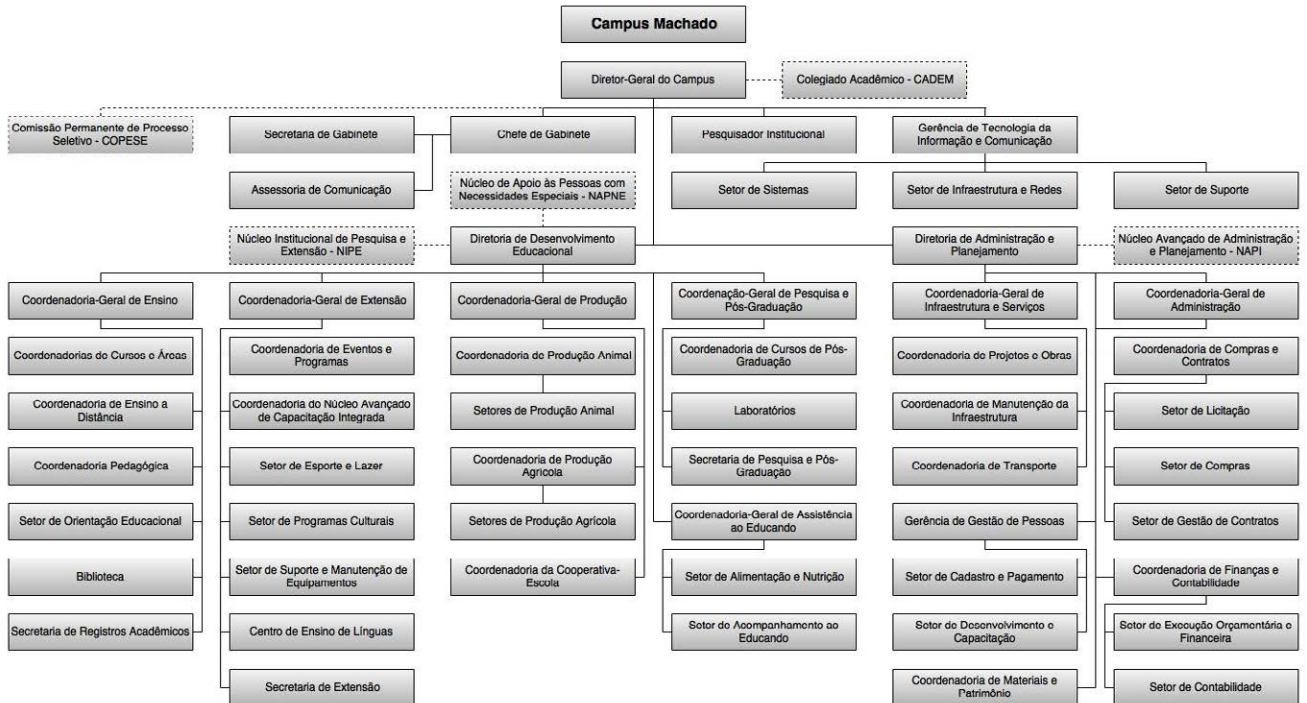 Campus Machado
Diretor-Geral do Campus
Colegiado Acadêmico - CADEM
Comissão Permanente de Processo
Seletivo - COPESE
Secretaria de Gabinete
Chefe de Gabinete
Pesquisador Institucional
Gerência de Tecnologia da
Informação e Comunicação
Assessoria de Comunicação
Núcleo de Apoio às Pessoas com
Necessidades Especiais - NAPNE
Setor de Sistemas
Setor de Infraestrutura e Redes
Setor de Suporte
Núcleo Institucional de Pesquisa e
Extensão - NIPE
Diretoria de Desenvolvimento
Educacional
Diretoria de Administração e
Planejamento
Núcleo Avançado de Administração
e Planejamento - NAPI
Coordenadoria-Geral de Ensino
Coordenadoria-Geral de Extensão
Coordenadoria-Geral de Produção
Coordenação-Geral de Pesquisa e
Pós-Graduação
Coordenadoria-Geral de
Infraestrutura e Serviços
Coordenadoria-Geral de
Administração
Coordenadorias de Cursos e Áreas
Coordenadoria de Eventos e
Programas
Coordenadoria de Produção Animal
Coordenadoria de Cursos de Pós-
Graduação
Coordenadoria de Projetos e Obras
Coordenadoria de Compras e
Contratos
Coordenadoria de Ensino a
Distância
Coordenadoria do Núcleo Avançado
de Capacitação Integrada
Setores de Produção Animal
Laboratórios
Coordenadoria de Manutenção da
Infraestrutura
Setor de Licitação
Coordenadoria Pedagógica
Setor de Esporte e Lazer
Coordenadoria de Produção
Agricola
Secretaria de Pesquisa e Pós-
Graduação
Coordenadoria de Transporte
Setor de Compras
Setor de Orientação Educacional
Setor de Programas Culturais
Setores de Produção Agrícola
Coordenadoria-Geral de Assistência
ao Educando
Gerência de Gestão de Pessoas
Setor de Gestão de Contratos
Biblioteca
Setor de Suporte e Manutenção de
Equipamentos
Coordenadoria da Cooperativa-
Escola
Setor de Alimentação e Nutrição
Setor de Cadastro e Pagamento
Coordenadoria de Finanças e
Contabilidade
Secretaria de Registros Acadêmicos
Centro de Ensino de Línguas
Setor de Acompanhamento ao
Educando
Setor de Desenvolvimento e
Capacitação
Setor de Execução Orçamentária e
Financeira
Secretaria de Extensão
Coordenadoria de Materiais e
Patrimônio
Setor de Contabilidade